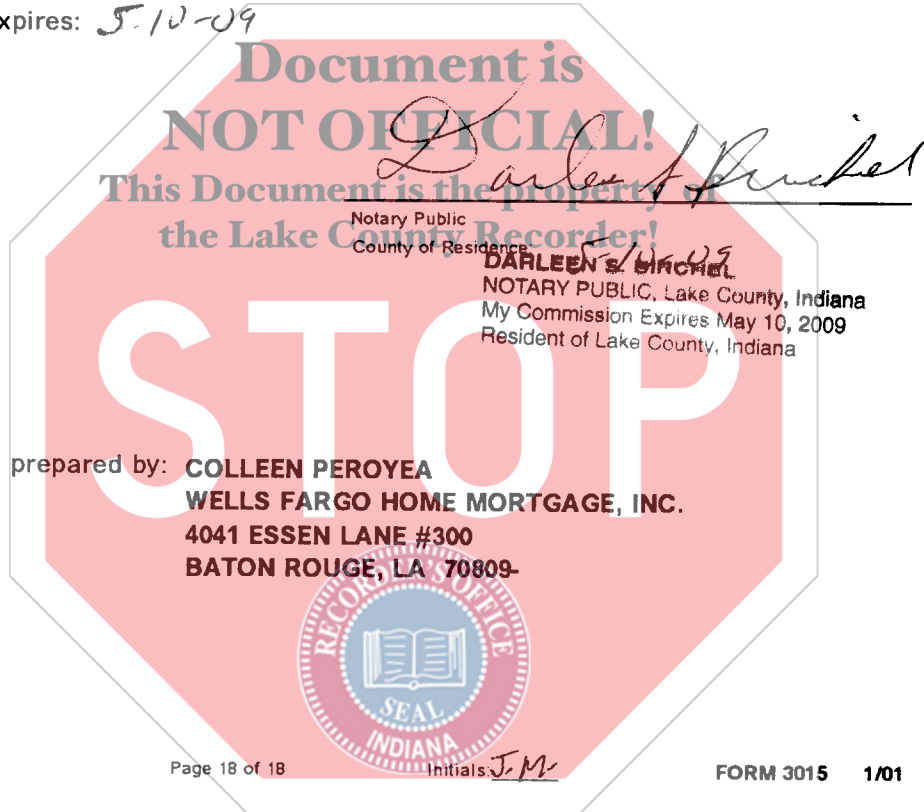 xpires: 5-10-09
Document is
NOT OFFICIAL!
This Document is the property of
the Lake County Recorder!
Notary Public
County of Residence: 5-10-09
DARLEEN S. BIRCHEL
NOTARY PUBLIC, Lake County, Indiana
My Commission Expires May 10, 2009
Resident of Lake County, Indiana
STOP
prepared by: COLLEEN PEROYEA
WELLS FARGO HOME MORTGAGE, INC.
4041 ESSEN LANE #300
BATON ROUGE, LA 70809-
RECORDER'S OFFICE
SEAL
INDIANA
Page 18 of 18 Initials: J.M. FORM 3015 1/01